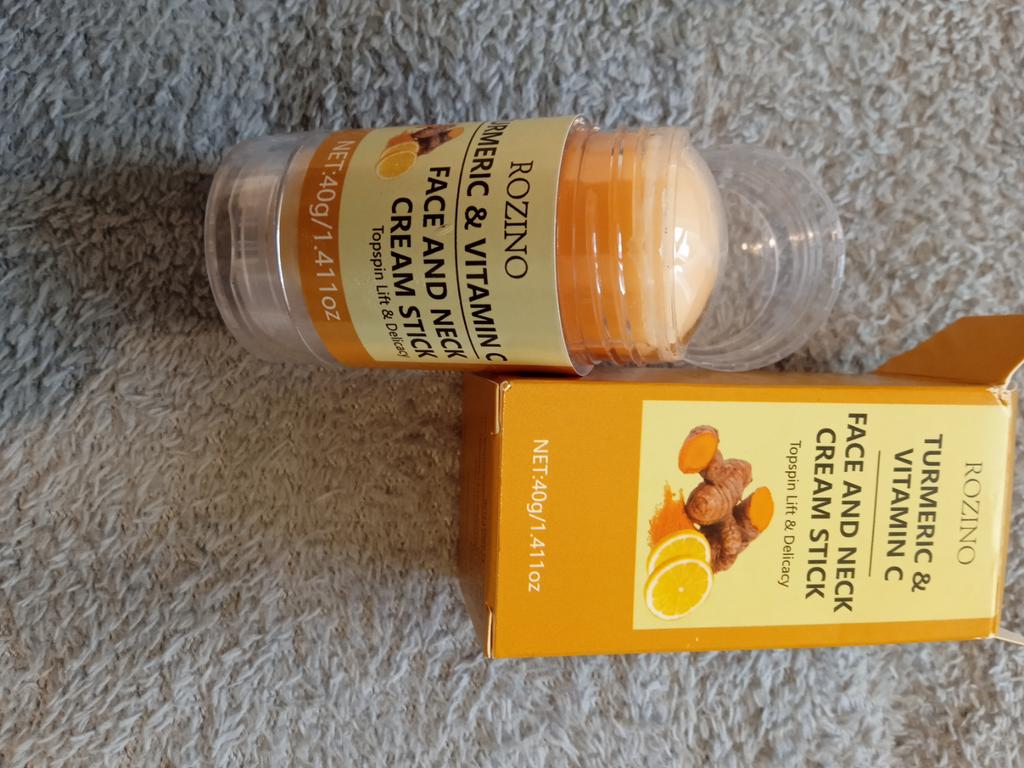 ROZINO
URMERIC & VITAMIN C
FACE AND NECK
CREAM STICK
Topspin Lift & Delicacy
NET:40g/1.411oz
ROZINO
TURMERIC &
VITAMIN C
FACE AND NECK
CREAM STICK
Topspin Lift & Delicacy
NET:40g/1.411oz